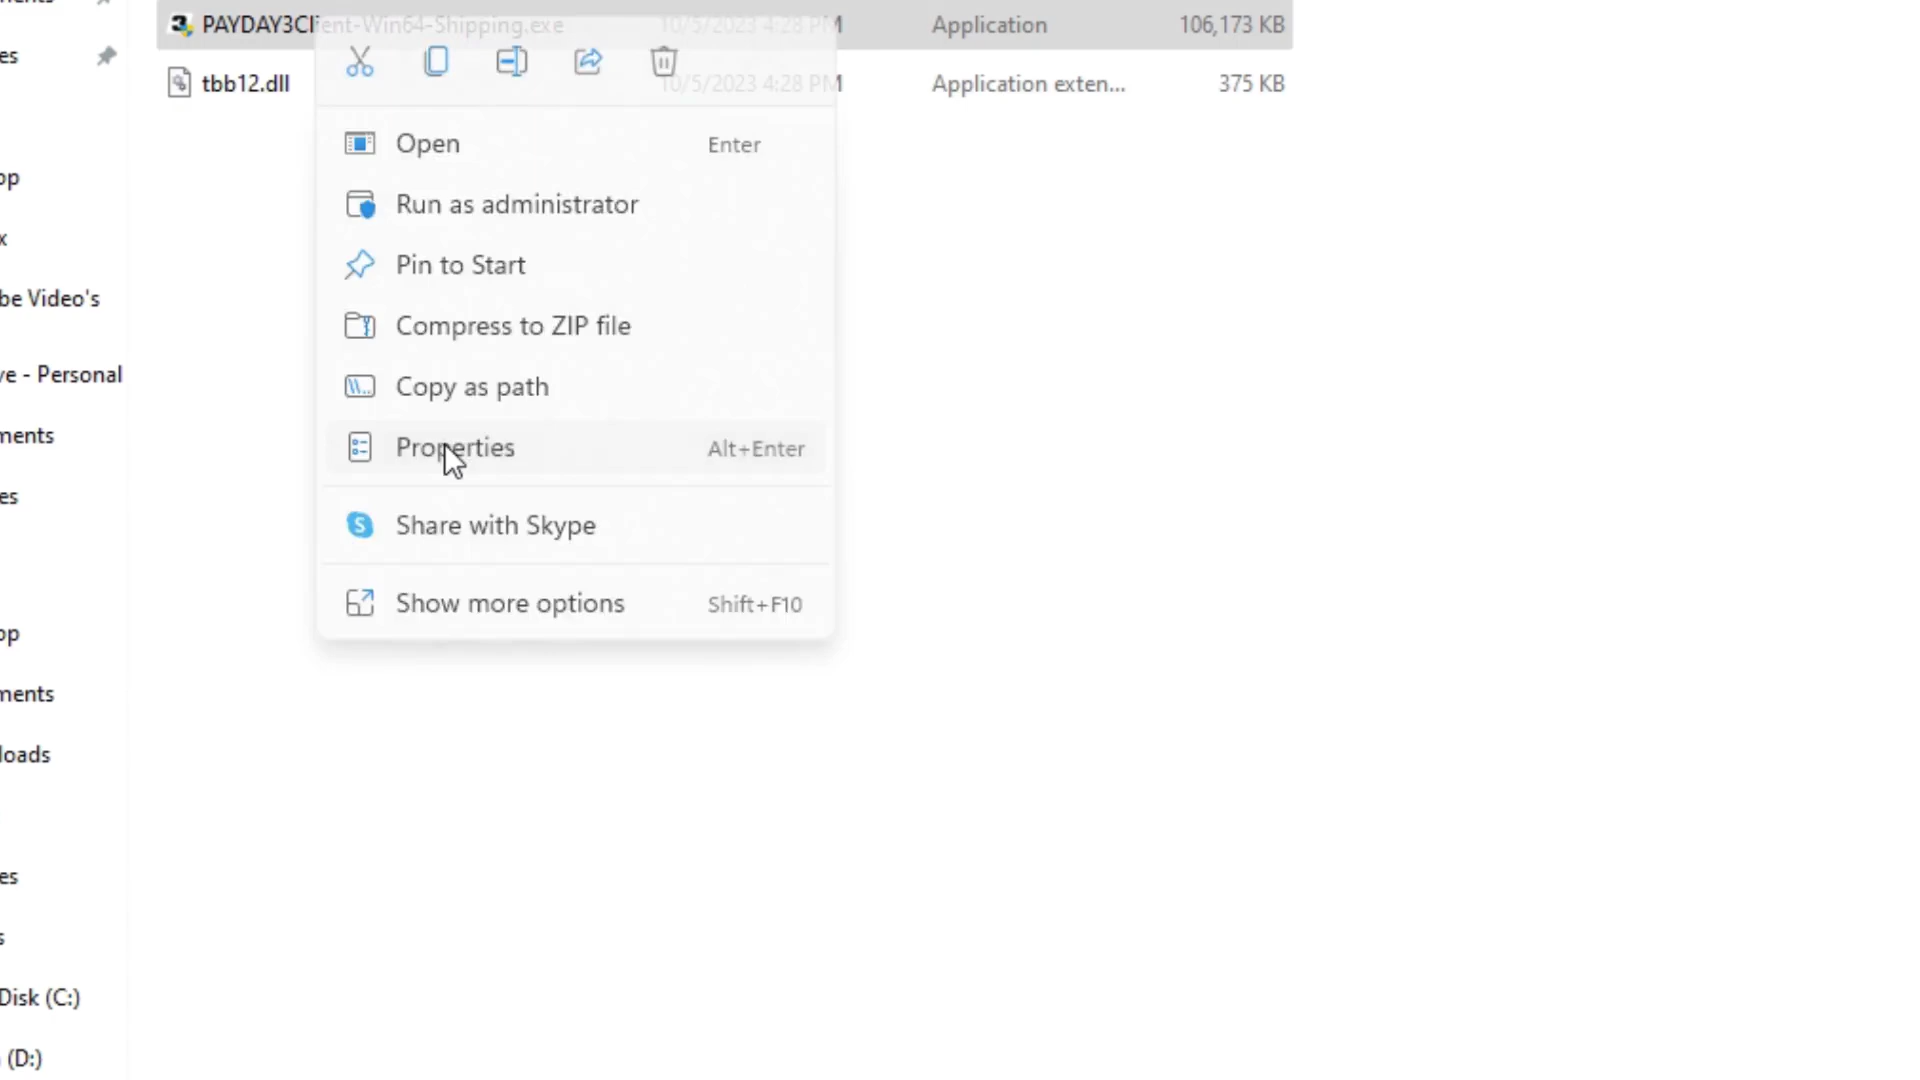 PAYDAY3Client-Win64-Shipping.exe 10/5/2023 4:28 PM Application 106,173 KB
es
tbb12.dll 10/5/2023 4:28 PM Application exten... 375 KB
Open Enter
op
Run as administrator
x
Pin to Start
be Video's
Compress to ZIP file
ve - Personal
Copy as path
ments
Properties Alt+Enter
es
Share with Skype
Show more options Shift+F10
op
ments
loads
es
s
Disk (C:)
(D:)